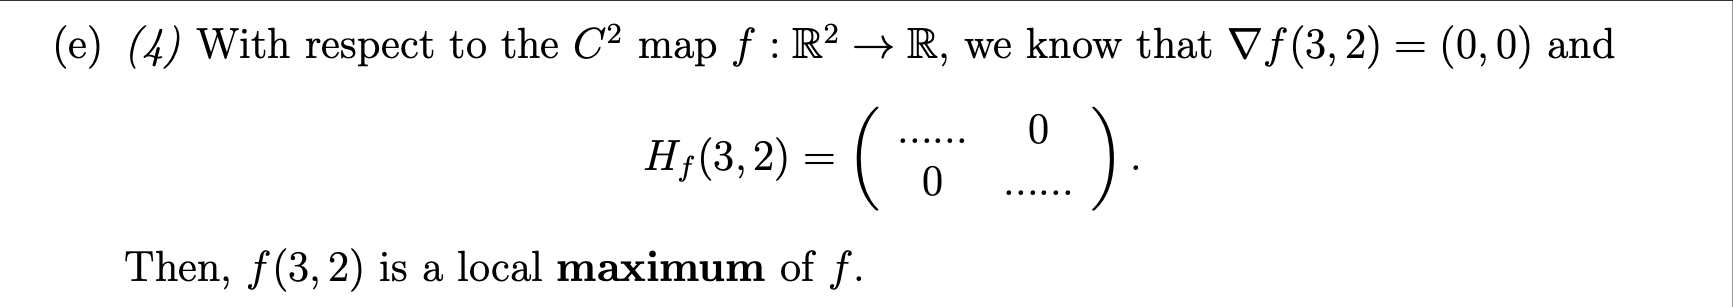 (e) (4) With respect to the C² map f : ℝ² → ℝ, we know that ∇f(3, 2) = (0, 0) and
H_f(3, 2) = ( ...... 0
0 ...... ).
Then, f(3, 2) is a local maximum of f.